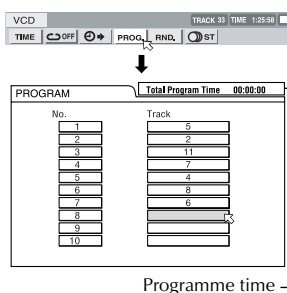 VCD
TRACK 33 TIME 1:25:58
TIME OFF PROG. RND. ST
PROGRAM Total Program Time 00:00:00
No. Track
1 5
2 2
3 11
4 7
5 4
6 8
7 6
8
9
10
Programme time –